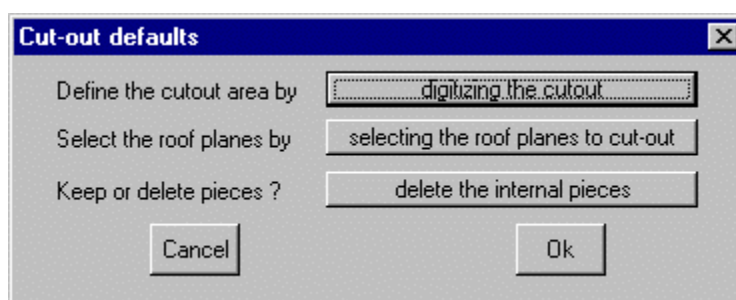 Cut-out defaults
Define the cutout area by digitizing the cutout
Select the roof planes by selecting the roof planes to cut-out
Keep or delete pieces ? delete the internal pieces
Cancel Ok